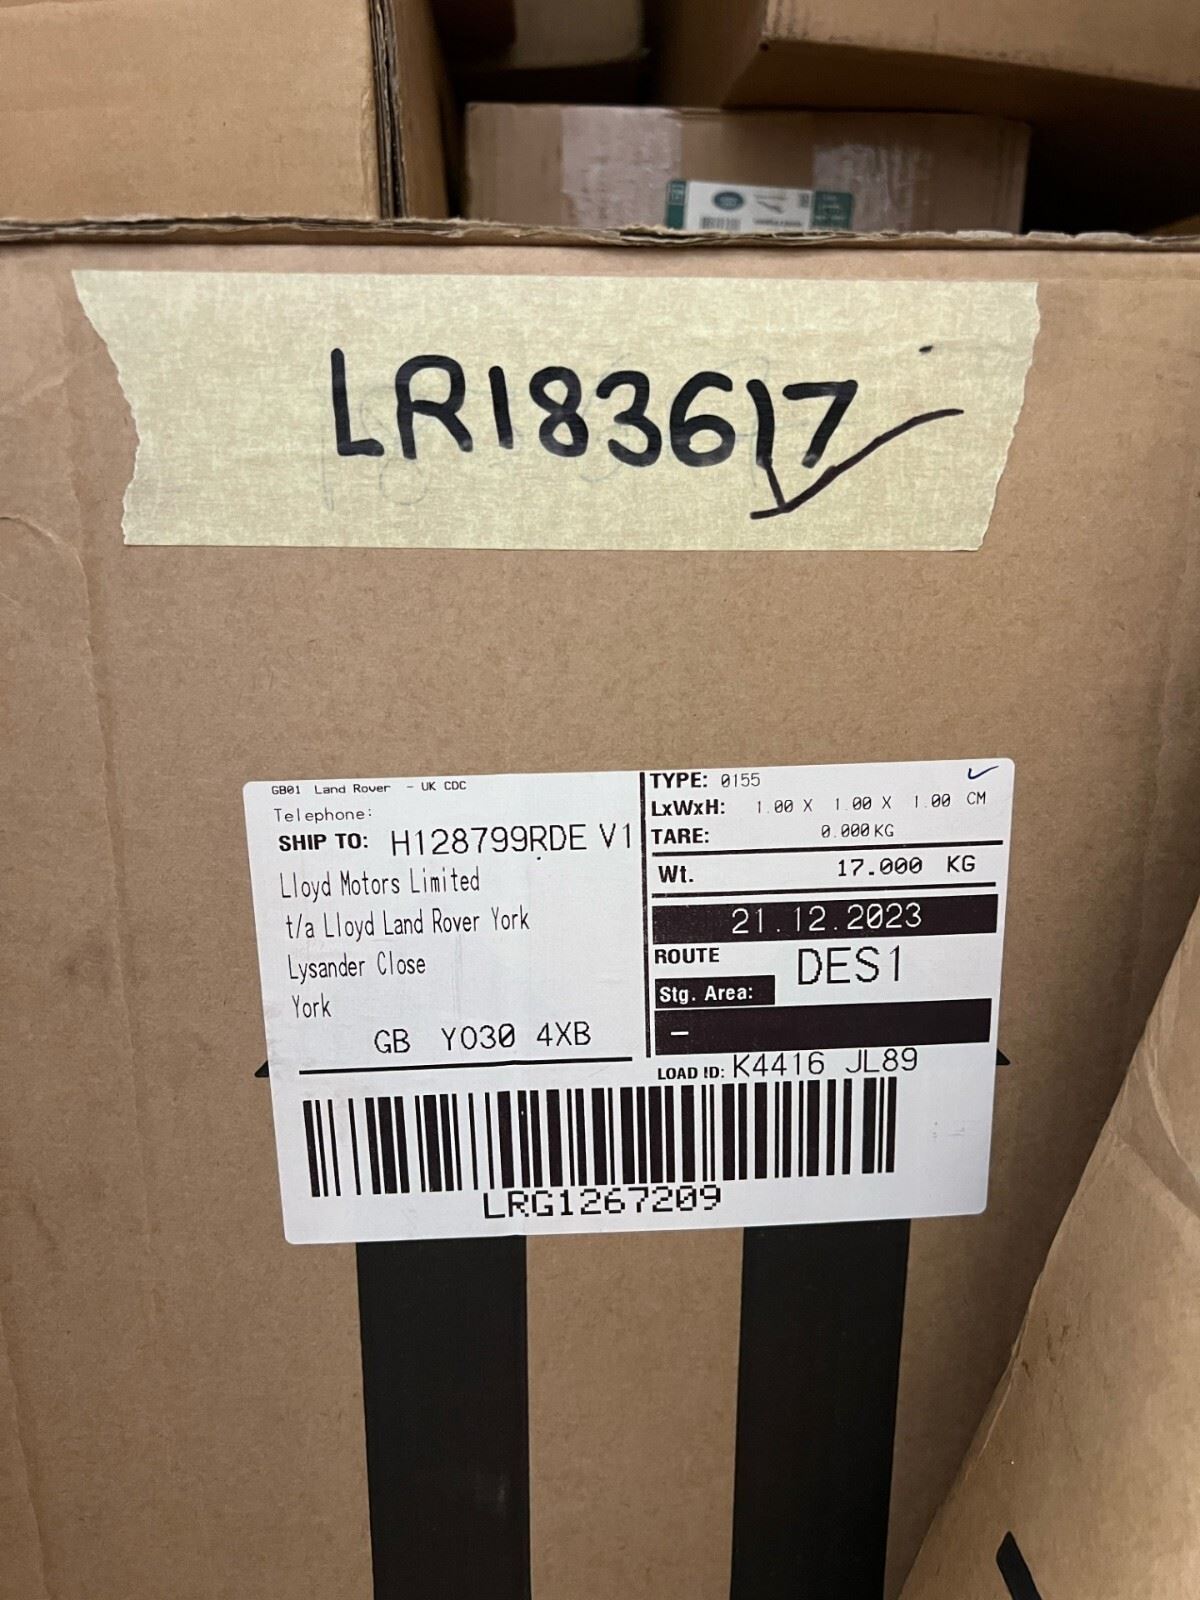 LR183617
GB01 Land Rover - UK CDC
Telephone:
SHIP TO: H128799RDE V1
Lloyd Motors Limited
t/a Lloyd Land Rover York
Lysander Close
York
GB YO30 4XB
TYPE: 0155
LxWxH: 1.00 X 1.00 X 1.00 CM
TARE: 0.000 KG
Wt. 17.000 KG
21.12.2023
ROUTE DES1
Stg. Area:
–
LOAD ID: K4416 JL89
LRG1267209